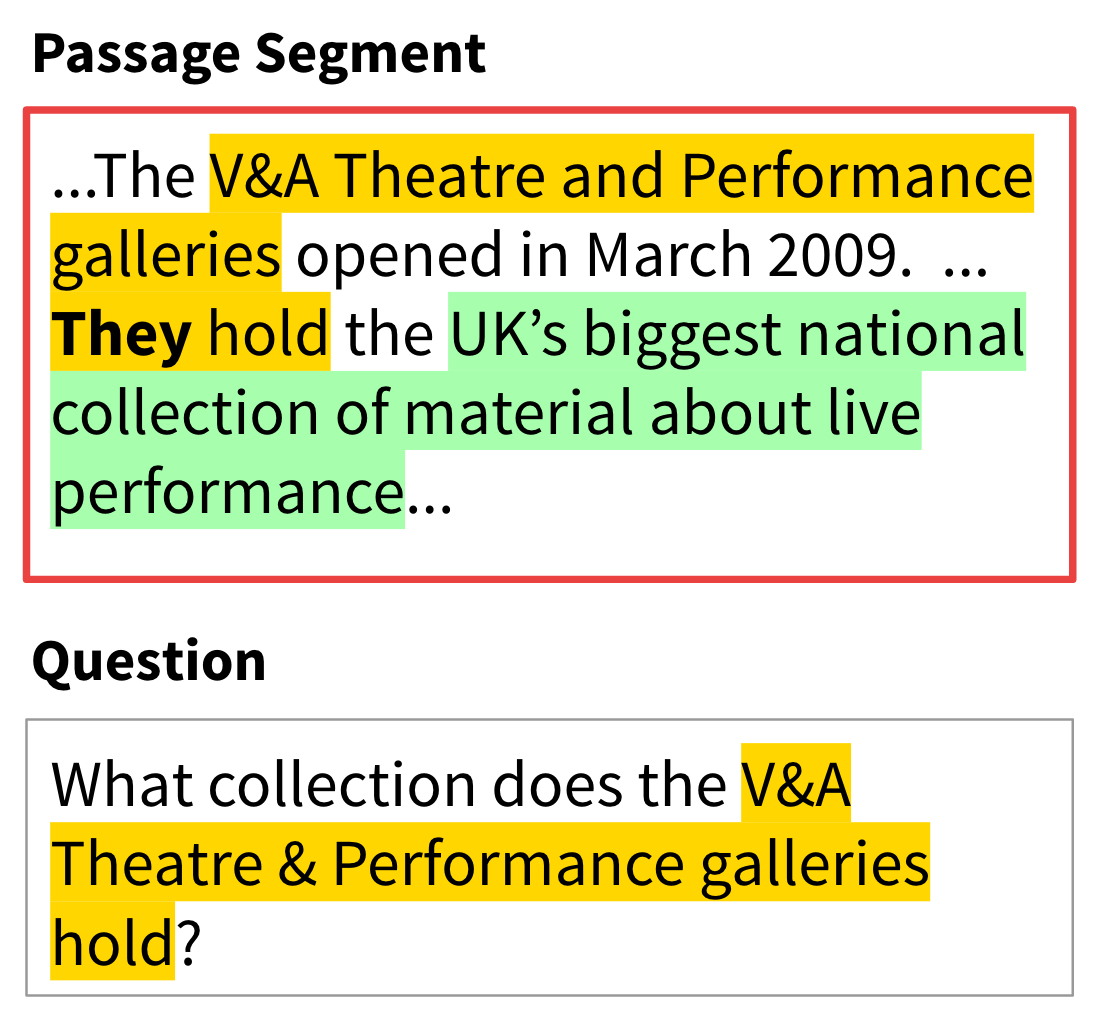 Passage Segment
...The V&A Theatre and Performance
galleries opened in March 2009. ...
They hold the UK’s biggest national
collection of material about live
performance...
Question
What collection does the V&A
Theatre & Performance galleries
hold?